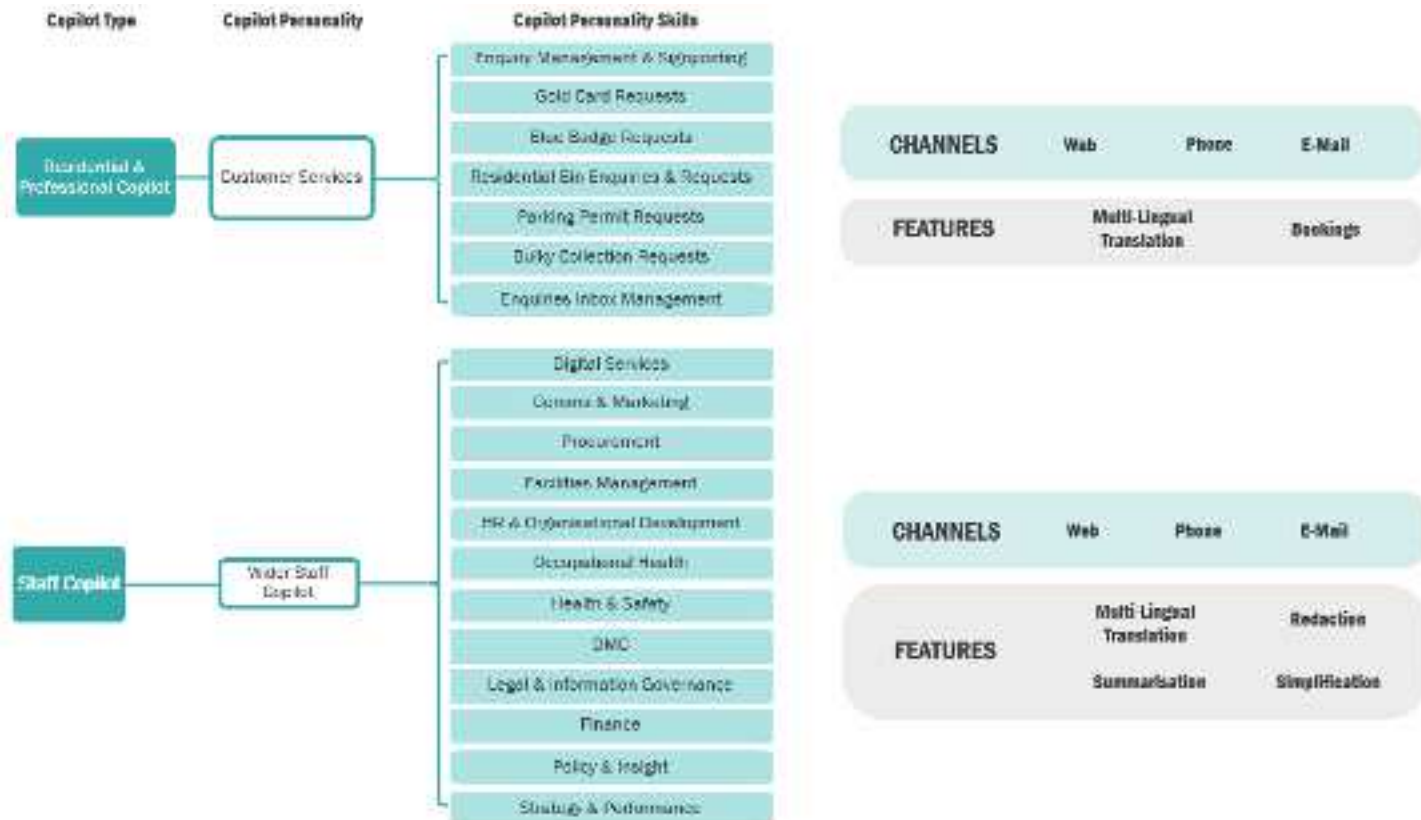 Copilot Type
Copilot Personality
Copilot Personality Skills
Enquiry Management & Signposting
Gold Card Requests
Blue Badge Requests
Residential &
Professional Copilot
Customer Services
Residential Bin Enquiries & Requests
Parking Permit Requests
Bulky Collection Requests
Enquiries Inbox Management
CHANNELS
Web
Phone
E-Mail
FEATURES
Multi-Lingual
Translation
Bookings
Digital Services
Comms & Marketing
Procurement
Facilities Management
HR & Organisational Development
Occupational Health
Staff Copilot
Wider Staff
Copilot
Health & Safety
DMO
Legal & Information Governance
Finance
Policy & Insight
Strategy & Performance
CHANNELS
Web
Phone
E-Mail
FEATURES
Multi-Lingual
Translation
Redaction
Summarisation
Simplification